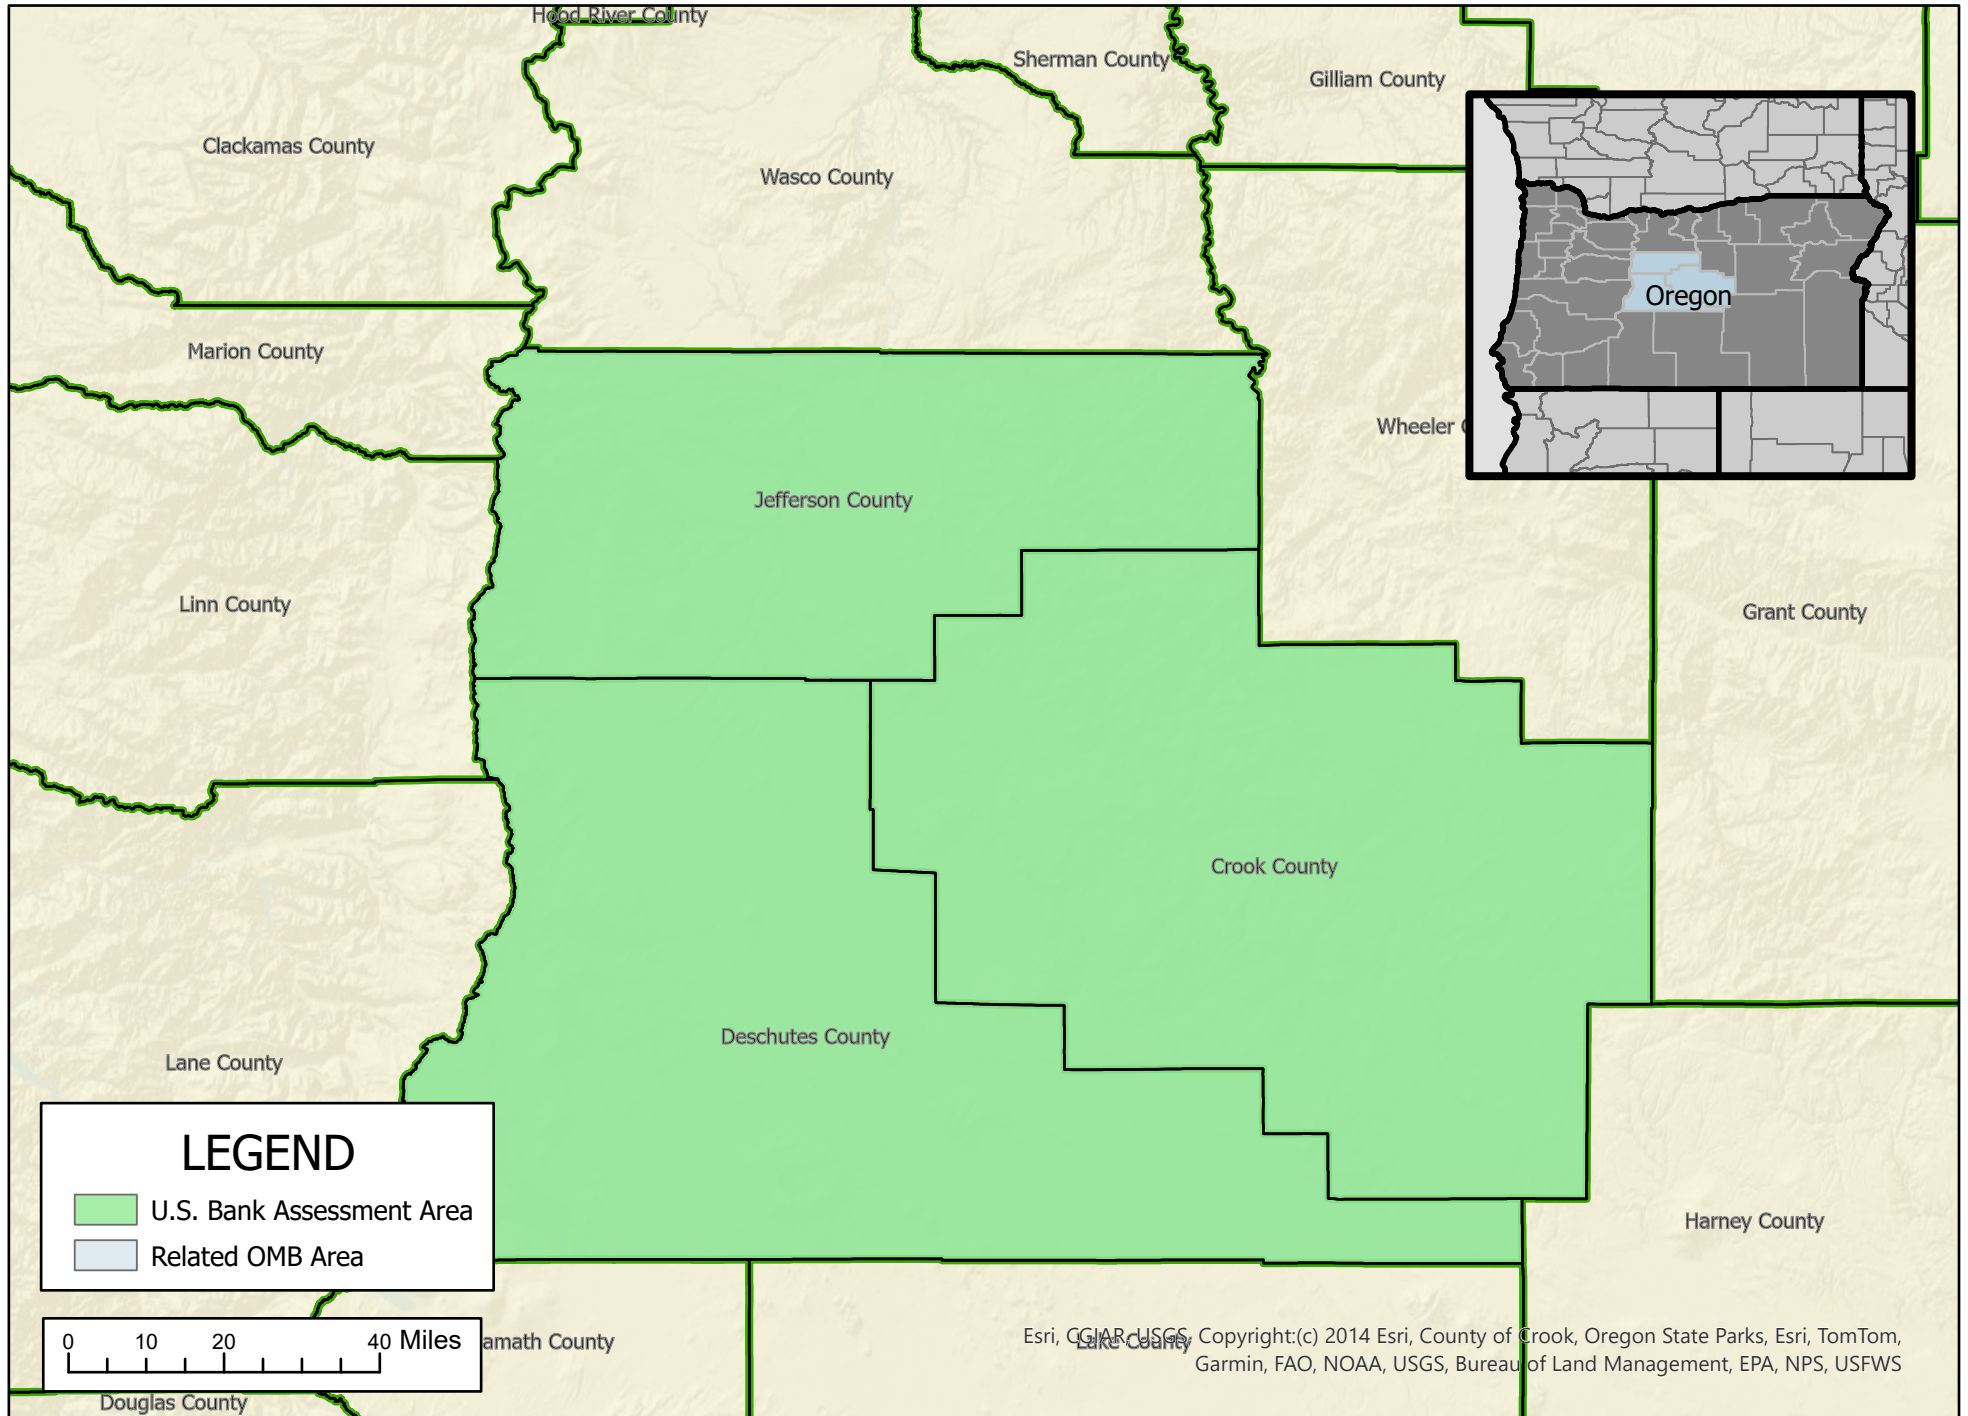 Hood River County
Sherman County
Gilliam County
Clackamas County
Wasco County
Oregon
Marion County
Wheeler
Jefferson County
Linn County
Grant County
Crook County
Deschutes County
Lane County
LEGEND
U.S. Bank Assessment Area
Related OMB Area
Harney County
0 10 20 40 Miles
amath County
Lake County
Esri, CGIAR, USGS, Copyright:(c) 2014 Esri, County of Crook, Oregon State Parks, Esri, TomTom,
Garmin, FAO, NOAA, USGS, Bureau of Land Management, EPA, NPS, USFWS
Douglas County